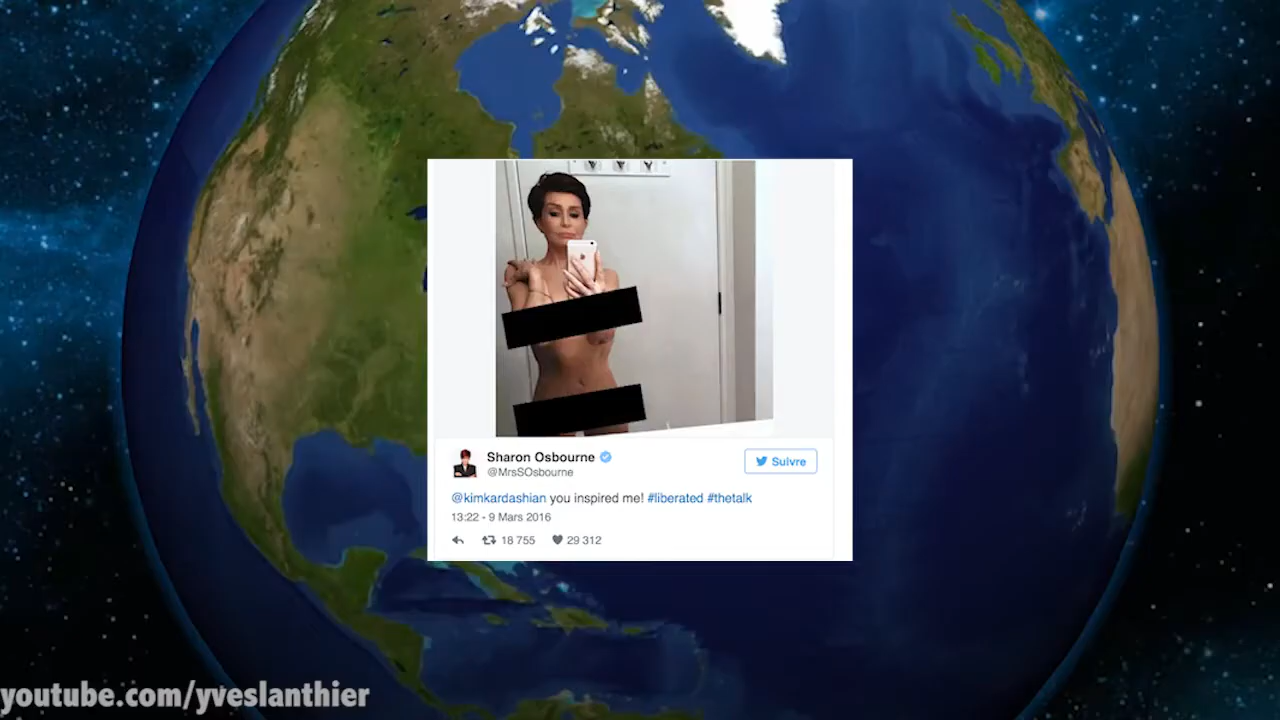 Sharon Osbourne
@MrsSOsbourne
Suivre
@kimkardashian you inspired me! #liberated #thetalk
13:22 - 9 Mars 2016
18 755
29 312
youtube.com/yveslanthier